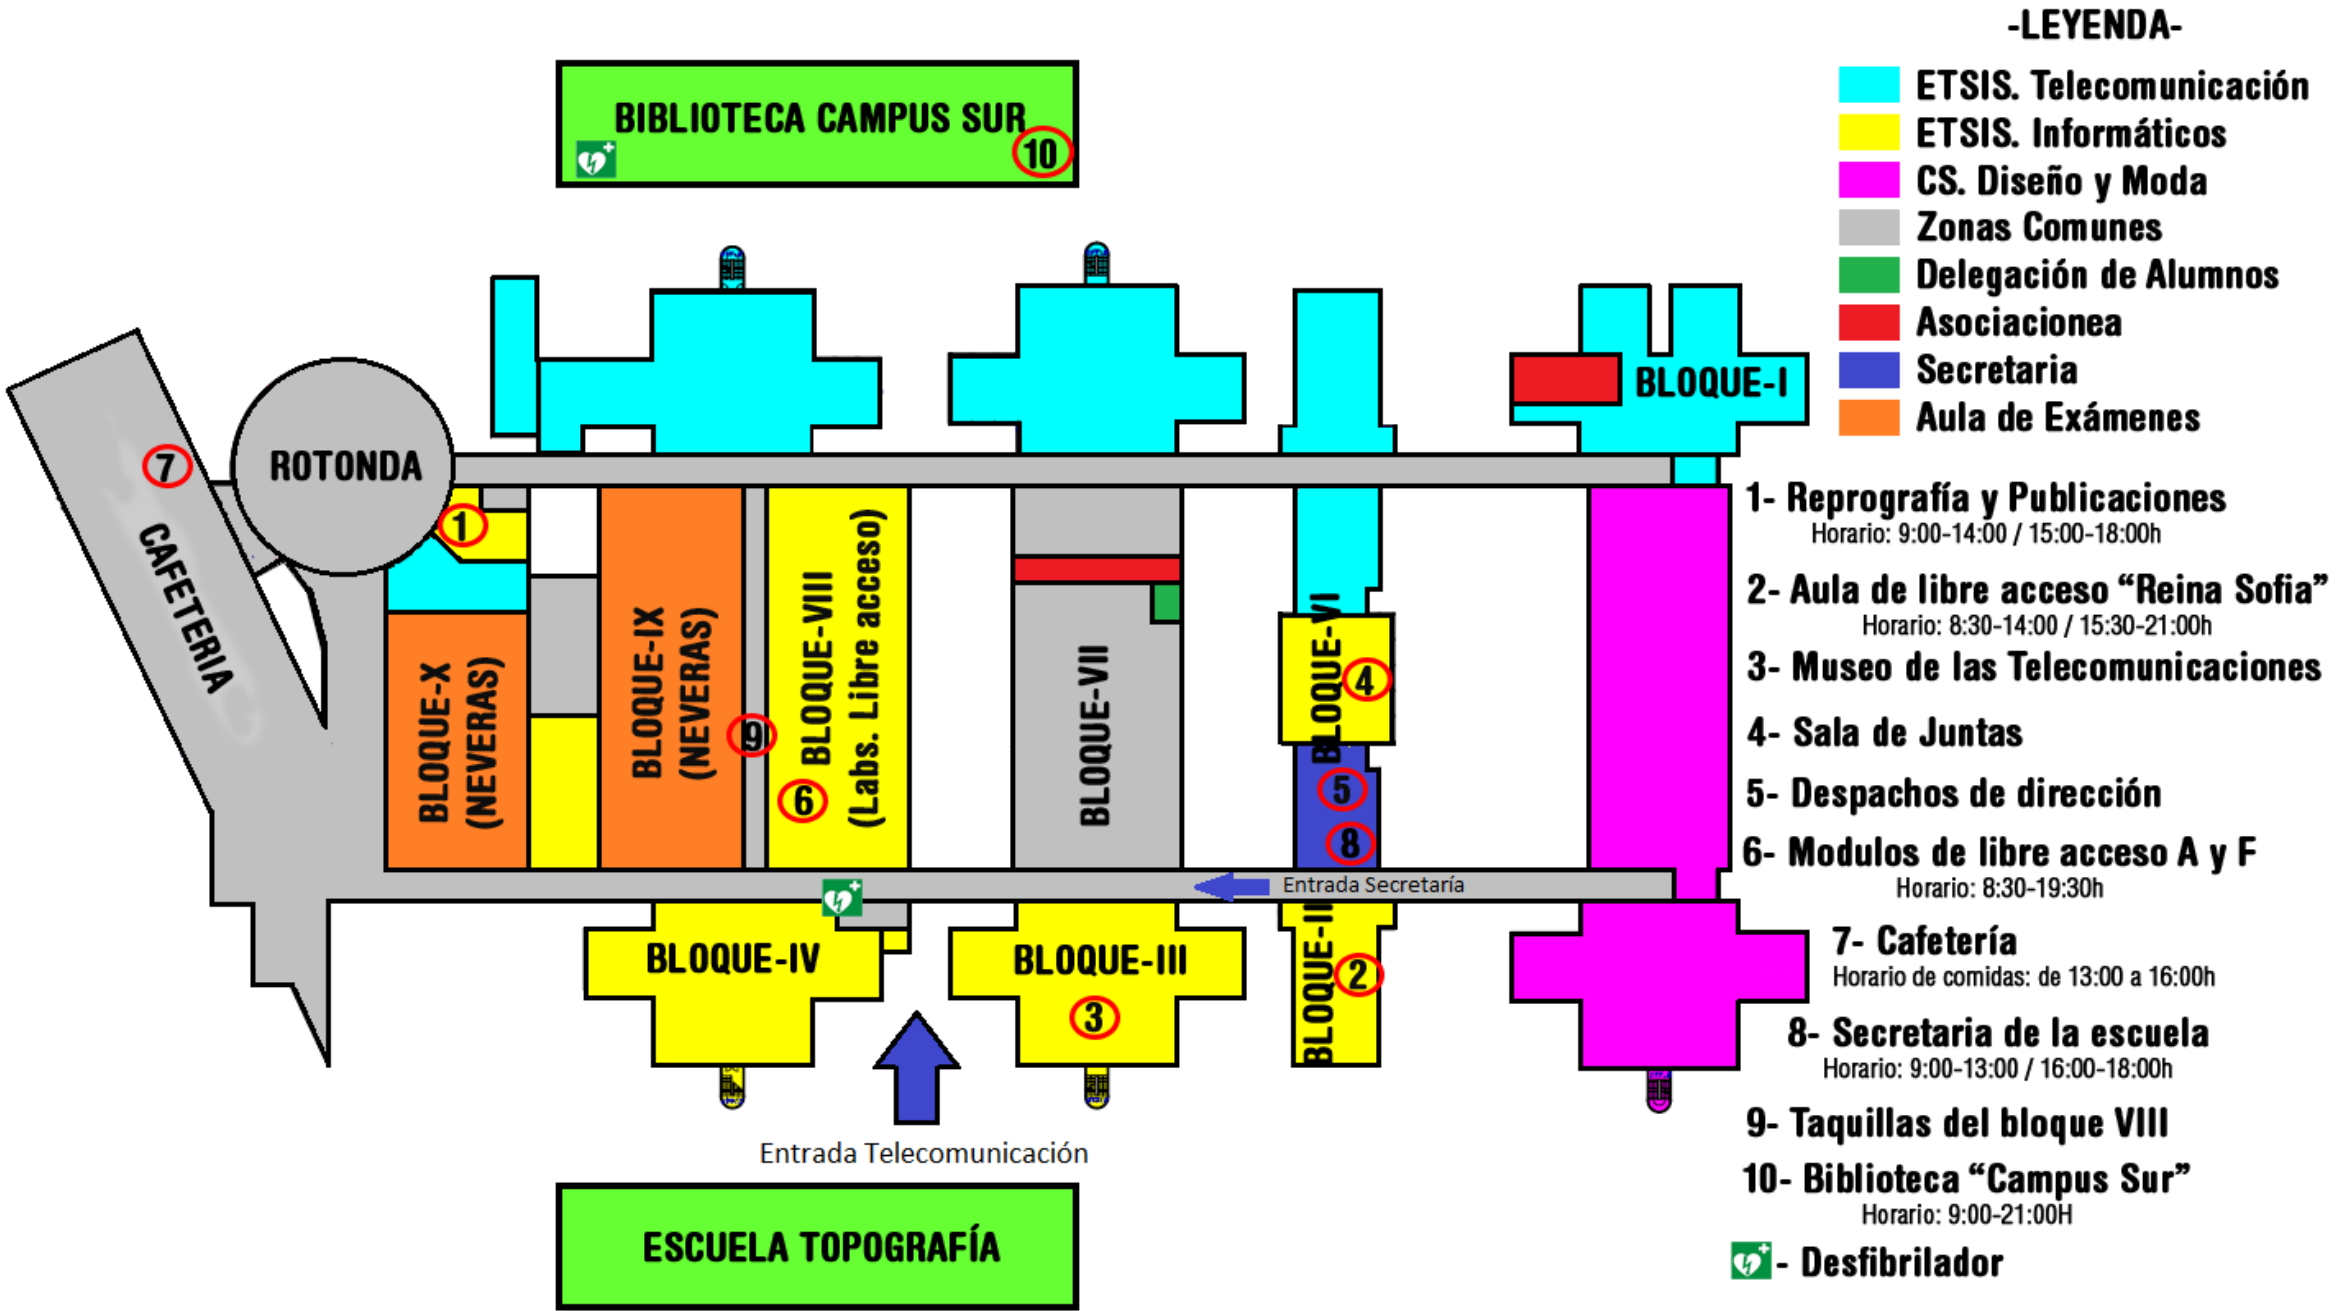 -LEYENDA-
ETSIS. Telecomunicación
ETSIS. Informáticos
CS. Diseño y Moda
Zonas Comunes
Delegación de Alumnos
Asociacionea
Secretaria
Aula de Exámenes
BIBLIOTECA CAMPUS SUR
10
BLOQUE-I
ROTONDA
7
CAFETERIA
1
BLOQUE-X
(NEVERAS)
BLOQUE-IX
(NEVERAS)
9
BLOQUE-VIII
(Labs. Libre acceso)
6
BLOQUE-VII
BLOQUE-VI
4
5
8
Entrada Secretaría
BLOQUE-IV
BLOQUE-III
3
BLOQUE-II
2
Entrada Telecomunicación
ESCUELA TOPOGRAFÍA
1- Reprografía y Publicaciones
Horario: 9:00-14:00 / 15:00-18:00h
2- Aula de libre acceso “Reina Sofia”
Horario: 8:30-14:00 / 15:30-21:00h
3- Museo de las Telecomunicaciones
4- Sala de Juntas
5- Despachos de dirección
6- Modulos de libre acceso A y F
Horario: 8:30-19:30h
7- Cafetería
Horario de comidas: de 13:00 a 16:00h
8- Secretaria de la escuela
Horario: 9:00-13:00 / 16:00-18:00h
9- Taquillas del bloque VIII
10- Biblioteca “Campus Sur”
Horario: 9:00-21:00H
- Desfibrilador